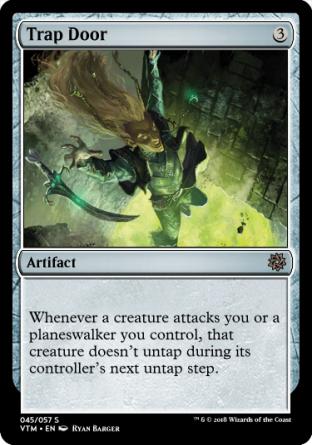 Trap Door 3
Artifact
Whenever a creature attacks you or a
planeswalker you control, that
creature doesn't untap during its
controller's next untap step.
045/057 S
VTM • EN Ryan Barger ™ & © 2018 Wizards of the Coast